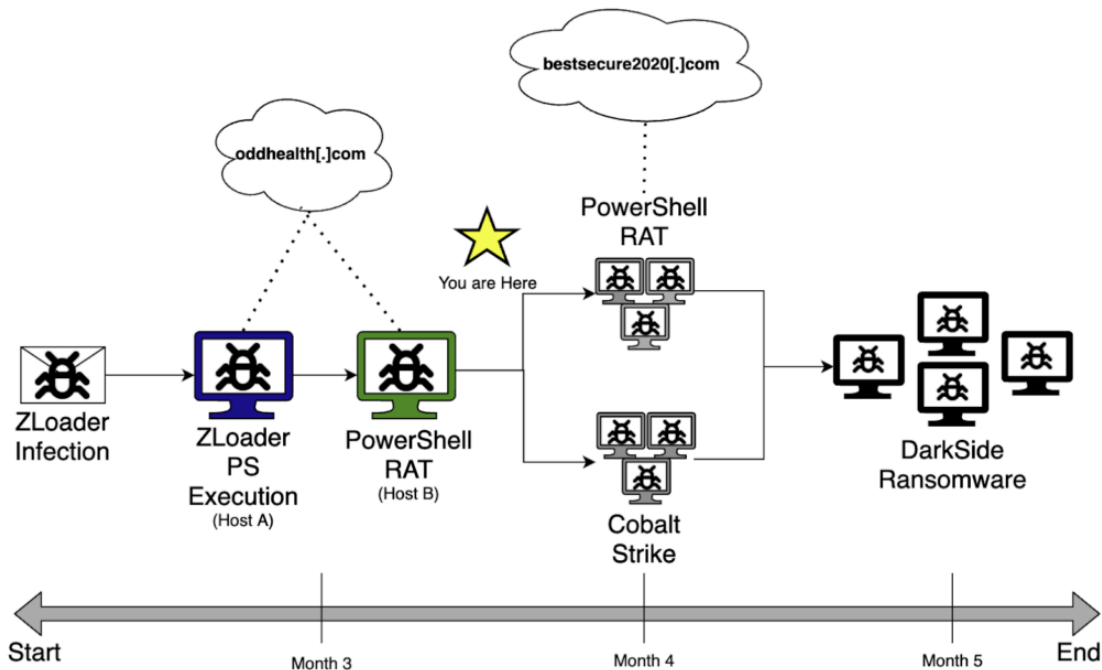 bestsecure2020[.]com
oddhealth[.]com
PowerShell
RAT
You are Here
ZLoader
Infection
ZLoader
PS
Execution
(Host A)
PowerShell
RAT
(Host B)
Cobalt
Strike
DarkSide
Ransomware
Start
Month 3
Month 4
Month 5
End